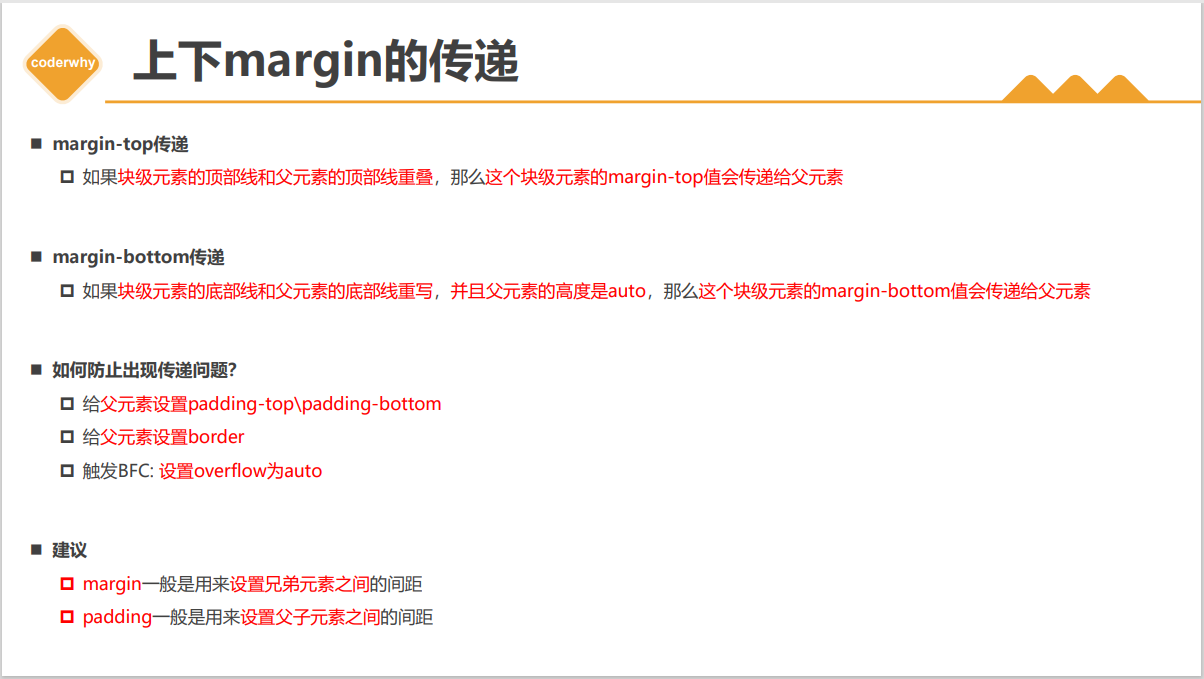 coderwhy
上下margin的传递
margin-top传递
如果块级元素的顶部线和父元素的顶部线重叠，那么这个块级元素的margin-top值会传递给父元素
margin-bottom传递
如果块级元素的底部线和父元素的底部线重写，并且父元素的高度是auto，那么这个块级元素的margin-bottom值会传递给父元素
如何防止出现传递问题？
给父元素设置padding-top\padding-bottom
给父元素设置border
触发BFC: 设置overflow为auto
建议
margin一般是用来设置兄弟元素之间的间距
padding一般是用来设置父子元素之间的间距